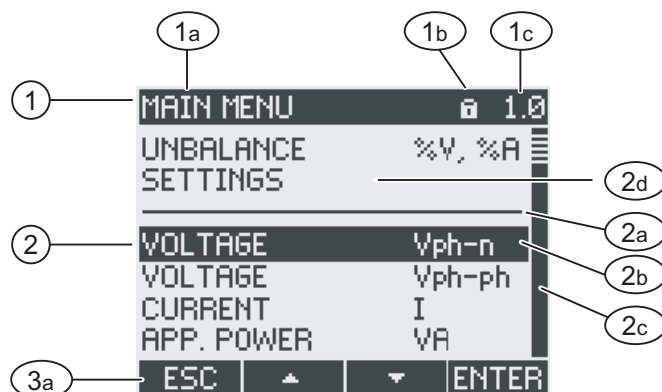 1a 1b 1c
1 MAIN MENU 1.0
UNBALANCE %V, %A
SETTINGS 2d
2a
2 VOLTAGE Vph-n
2b
VOLTAGE Vph-ph
2c
CURRENT I
APP. POWER VA
3a ESC ENTER